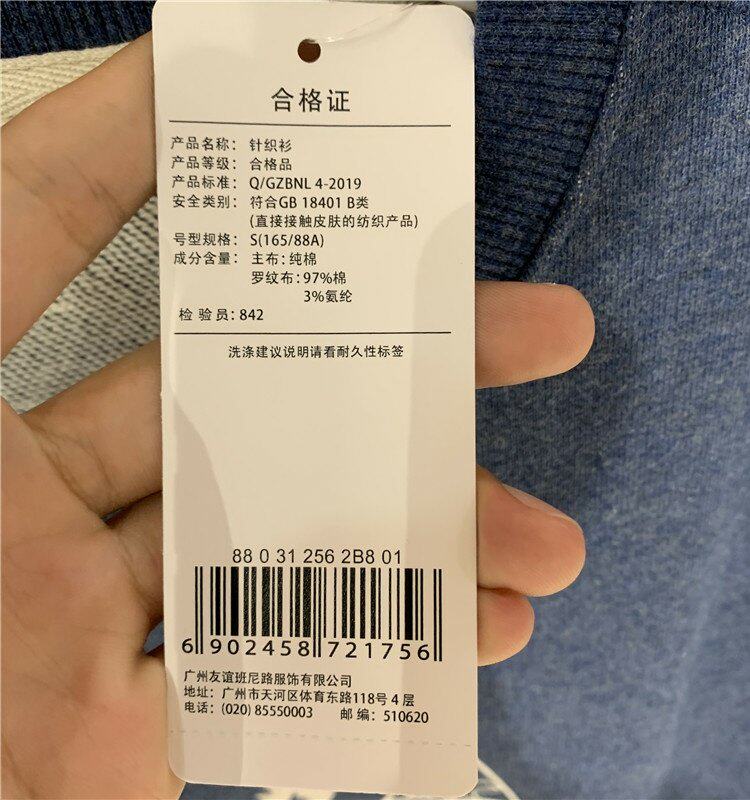 合格证
产品名称: 针织衫
产品等级: 合格品
产品标准: Q/GZBNL 4-2019
安全类别: 符合GB 18401 B类
(直接接触皮肤的纺织产品)
号型规格: S(165/88A)
成分含量: 主布:纯棉
罗纹布:97%棉
3%氨纶
检 验员: 842
洗涤建议说明请看耐久性标签
88 0 31 256 2B8 01
6 902458 721756
广州友谊班尼路服饰有限公司
地址: 广州市天河区体育东路118号4层
电话: (020) 85550003 邮 编: 510620